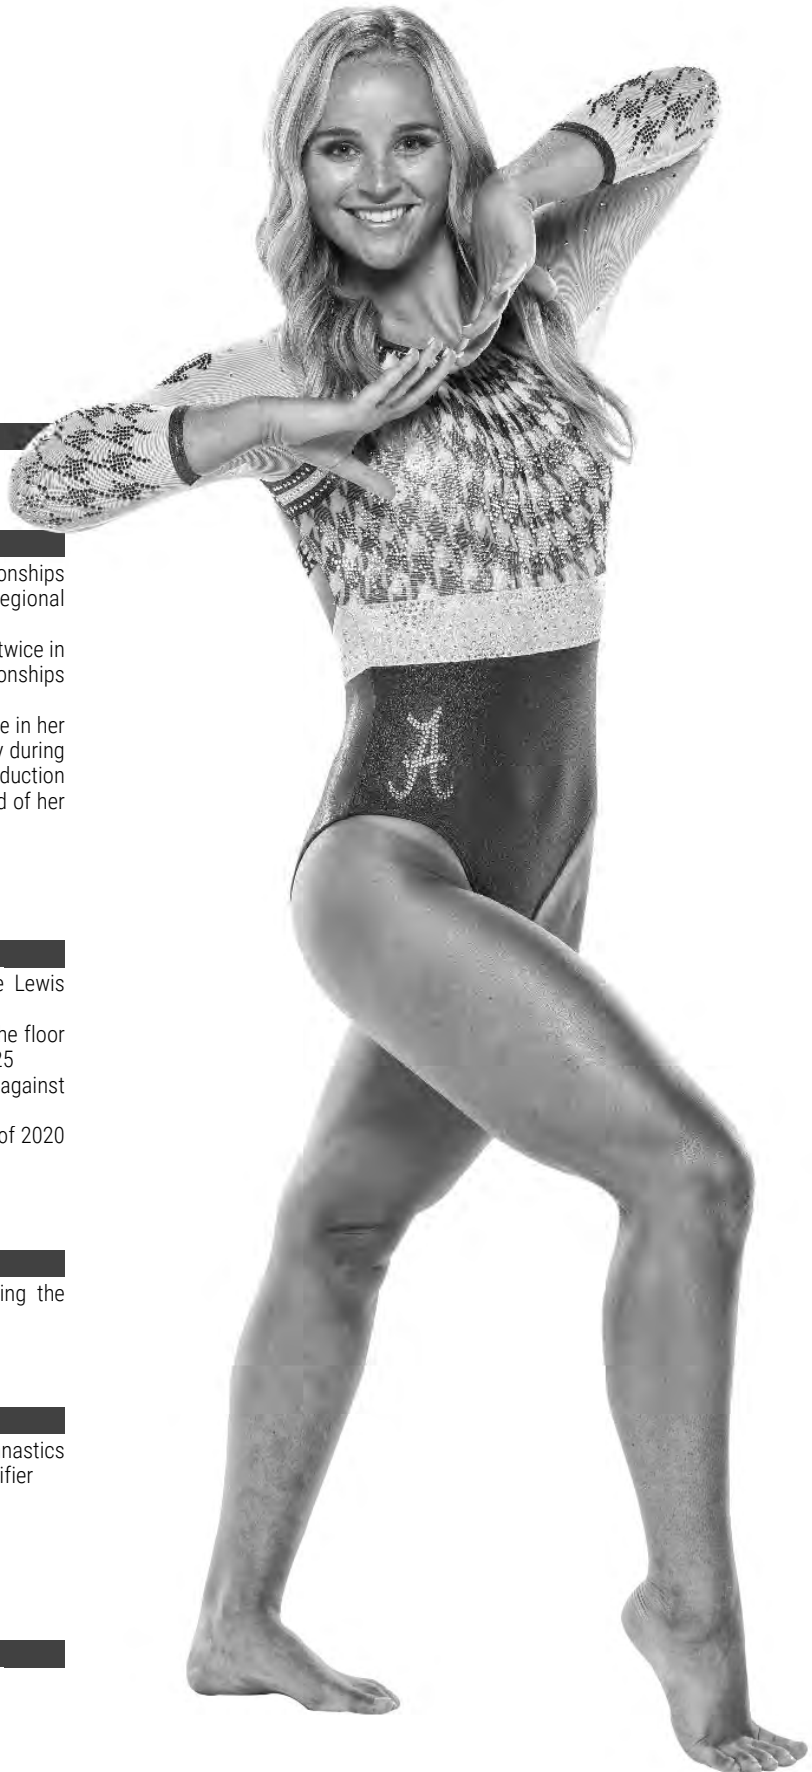 onships
egional
twice in
onships
e in her
y during
duction
d of her
e Lewis
he floor
25
against
of 2020
ing the
nastics
ifier
A